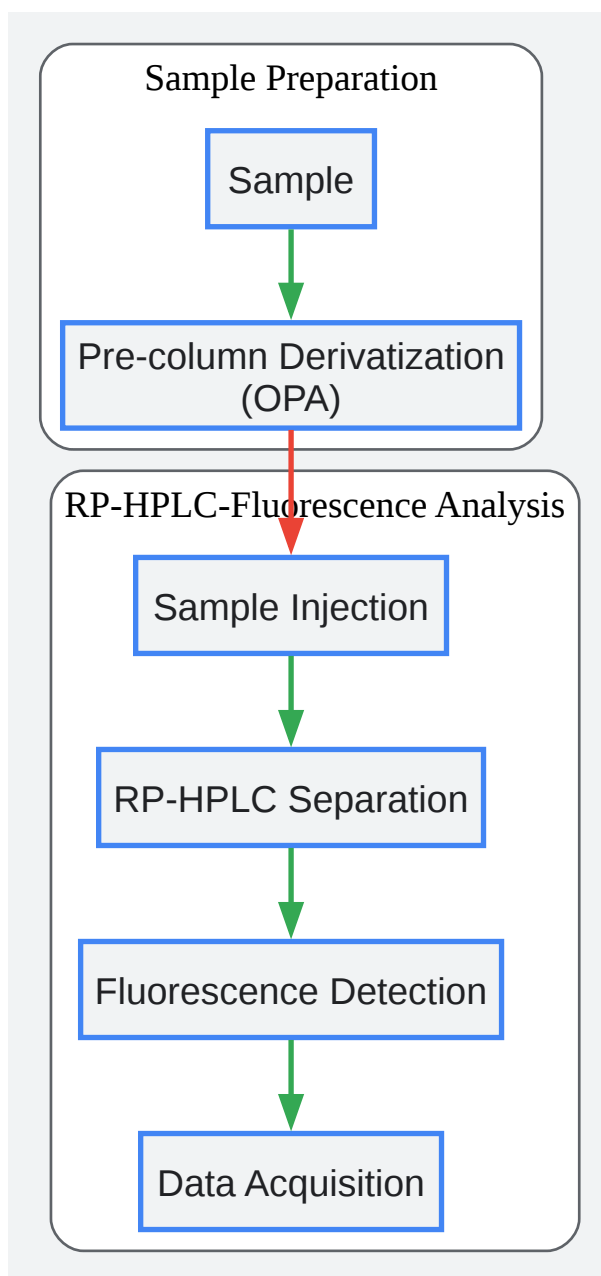 Sample Preparation
Sample
Pre-column Derivatization
(OPA)
RP-HPLC-Fluorescence Analysis
Sample Injection
RP-HPLC Separation
Fluorescence Detection
Data Acquisition